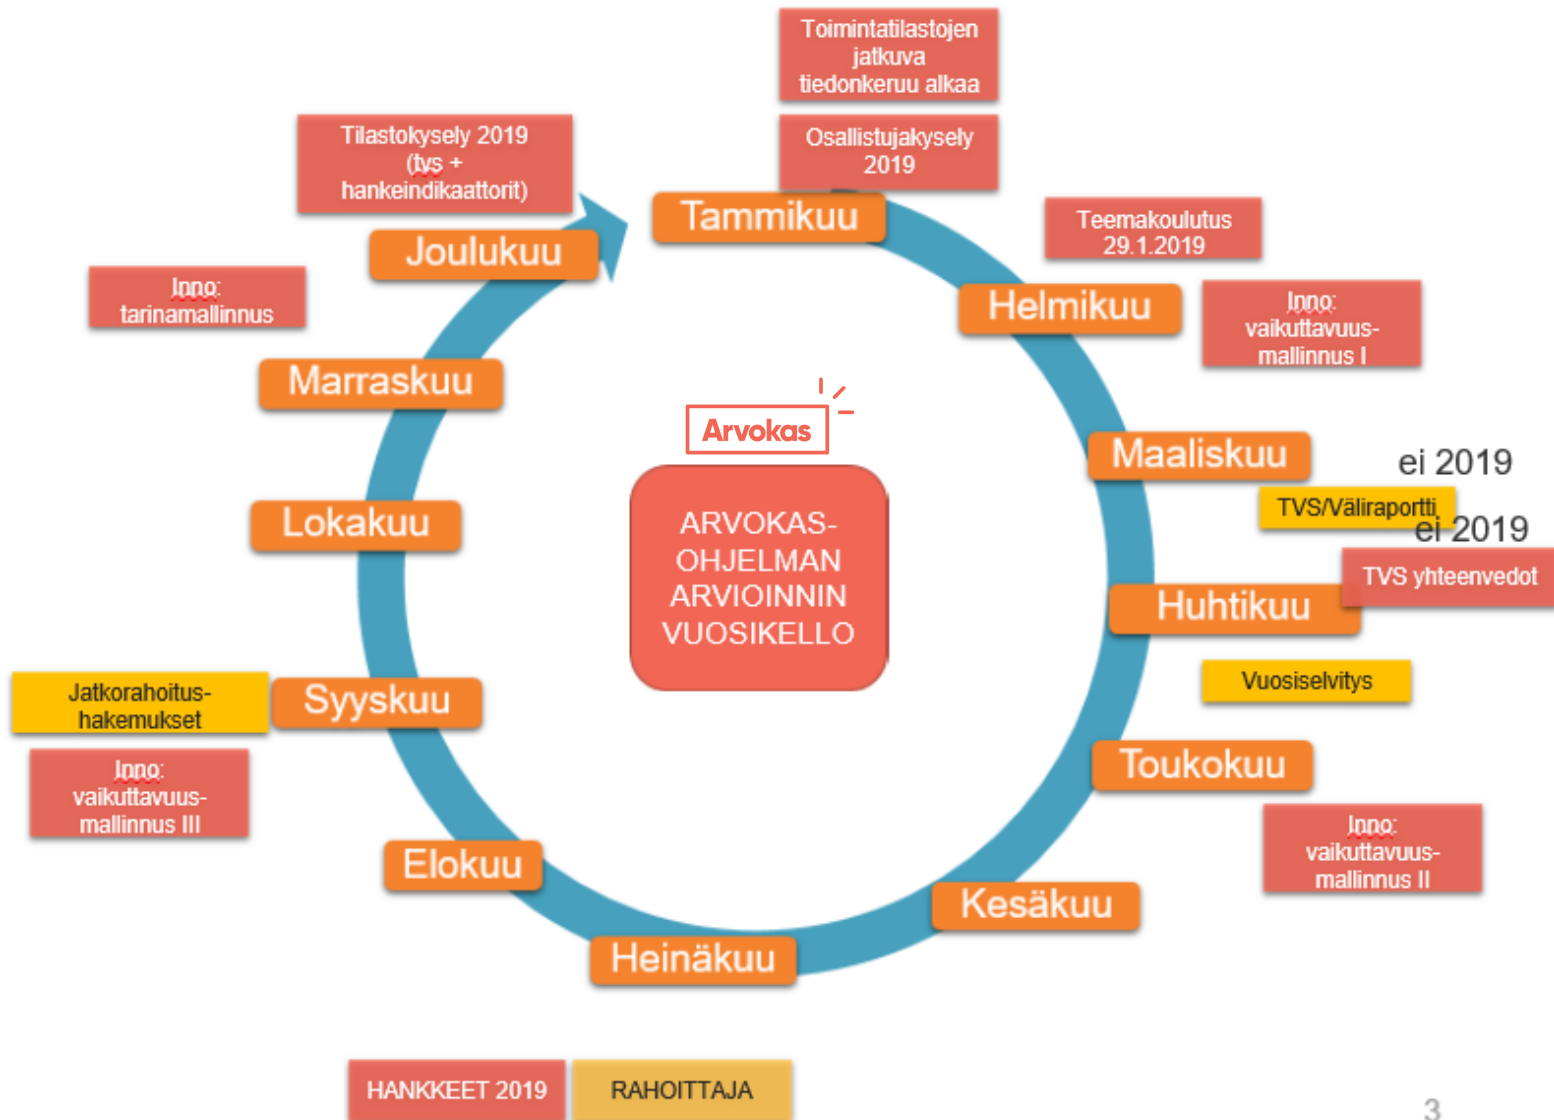 Toimintatilastojen
jatkuva
tiedonkeruu alkaa
Osallistujakysely
2019
Tammikuu
Teemakoulutus
29.1.2019
Helmikuu
Inno:
vaikuttavuus-
mallinnus I
Maaliskuu
ei 2019
TVS/Väliraportti
ei 2019
TVS yhteenvedot
Huhtikuu
Vuosiselvitys
Toukokuu
Inno:
vaikuttavuus-
mallinnus II
Kesäkuu
Heinäkuu
Elokuu
Syyskuu
Jatkorahoitus-
hakemukset
Inno:
vaikuttavuus-
mallinnus III
Lokakuu
Marraskuu
Inno:
tarinamallinnus
Joulukuu
Tilastokysely 2019
(tys +
hankeindikaattorit)
Arvokas
ARVOKAS-
OHJELMAN
ARVIOINNIN
VUOSIKELLO
HANKKEET 2019
RAHOITTAJA
3